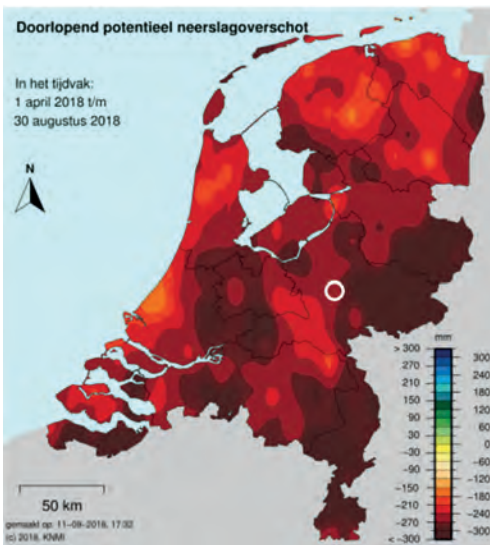 Doorlopend potentieel neerslagoverschot
In het tijdvak:
1 april 2018 t/m
30 augustus 2018
N
mm
> 300 > 300
270 300
210 240
150 180
90 120
30 60
−30 0
−90 −60
−150 −120
−210 −180
−270 −240
< −300 −300
50 km
gemaakt op: 11−09−2018, 17:32
(c) 2018, KNMI